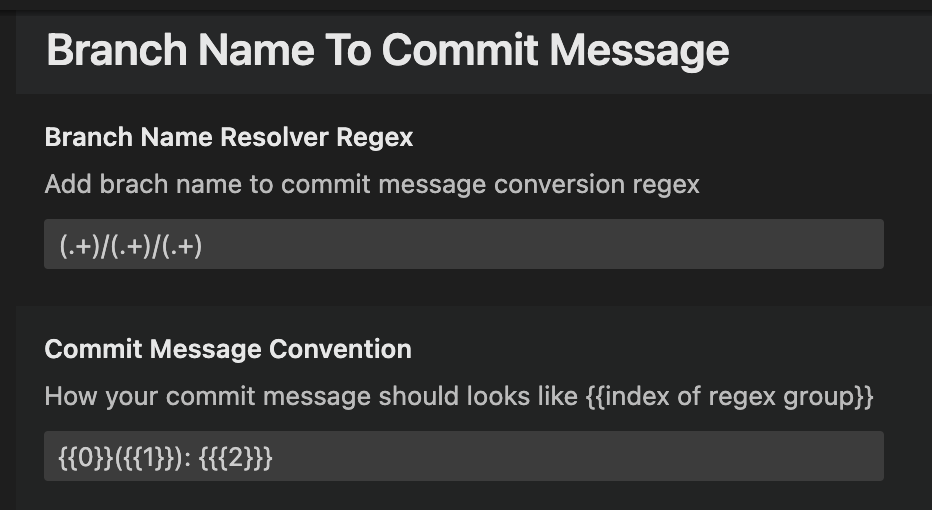 Branch Name To Commit Message
Branch Name Resolver Regex
Add brach name to commit message conversion regex
(.+)/(.+)/(.+)
Commit Message Convention
How your commit message should looks like {{index of regex group}}
{{0}}({{1}}): {{{2}}}